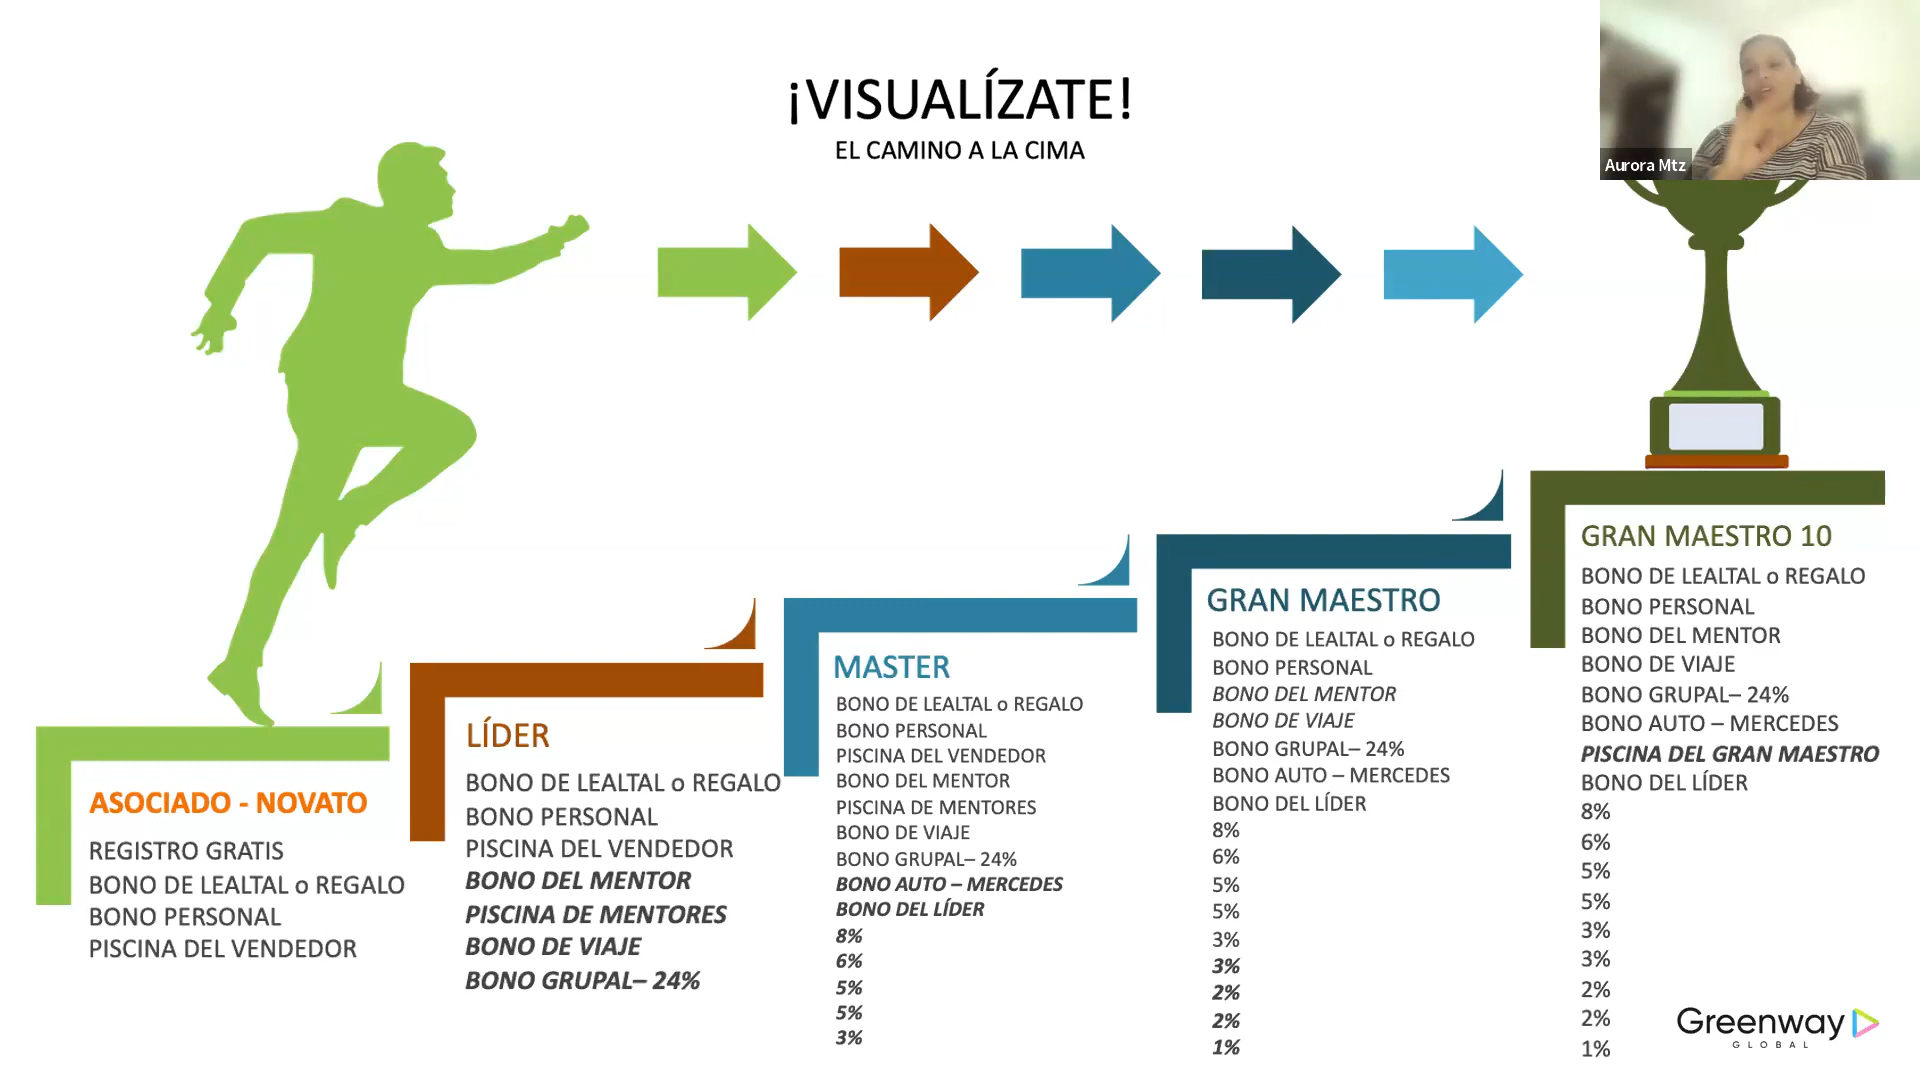 ¡VISUALÍZATE!
EL CAMINO A LA CIMA
Aurora Mtz
ASOCIADO - NOVATO
REGISTRO GRATIS
BONO DE LEALTAL o REGALO
BONO PERSONAL
PISCINA DEL VENDEDOR
LÍDER
BONO DE LEALTAL o REGALO
BONO PERSONAL
PISCINA DEL VENDEDOR
BONO DEL MENTOR
PISCINA DE MENTORES
BONO DE VIAJE
BONO GRUPAL– 24%
MASTER
BONO DE LEALTAL o REGALO
BONO PERSONAL
PISCINA DEL VENDEDOR
BONO DEL MENTOR
PISCINA DE MENTORES
BONO DE VIAJE
BONO GRUPAL– 24%
BONO AUTO – MERCEDES
BONO DEL LÍDER
8%
6%
5%
5%
3%
GRAN MAESTRO
BONO DE LEALTAL o REGALO
BONO PERSONAL
BONO DEL MENTOR
BONO DE VIAJE
BONO GRUPAL– 24%
BONO AUTO – MERCEDES
BONO DEL LÍDER
8%
6%
5%
5%
3%
3%
2%
2%
1%
GRAN MAESTRO 10
BONO DE LEALTAL o REGALO
BONO PERSONAL
BONO DEL MENTOR
BONO DE VIAJE
BONO GRUPAL– 24%
BONO AUTO – MERCEDES
PISCINA DEL GRAN MAESTRO
BONO DEL LÍDER
8%
6%
5%
5%
3%
3%
2%
2%
1%
Greenway
GLOBAL